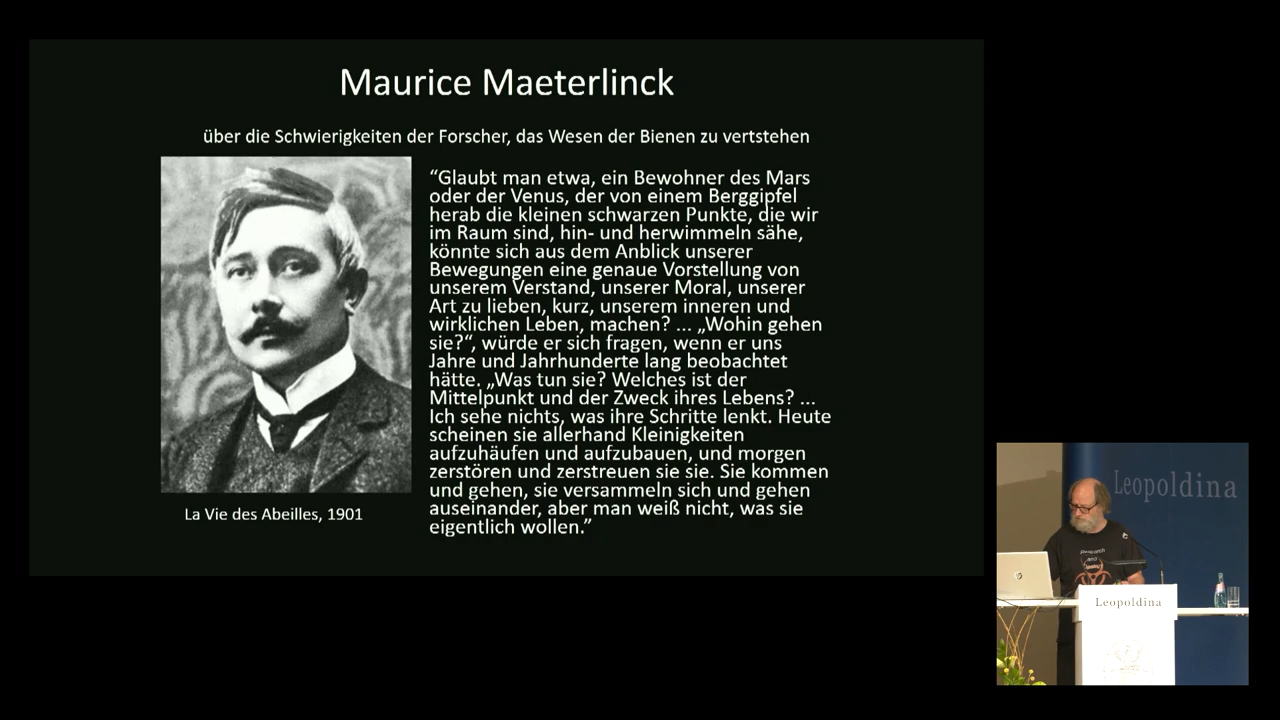 Maurice Maeterlinck
über die Schwierigkeiten der Forscher, das Wesen der Bienen zu vertstehen
“Glaubt man etwa, ein Bewohner des Mars
oder der Venus, der von einem Berggipfel
herab die kleinen schwarzen Punkte, die wir
im Raum sind, hin- und herwimmeln sähe,
könnte sich aus dem Anblick unserer
Bewegungen eine genaue Vorstellung von
unserem Verstand, unserer Moral, unserer
Art zu lieben, kurz, unserem inneren und
wirklichen Leben, machen? ... „Wohin gehen
sie?“, würde er sich fragen, wenn er uns
Jahre und Jahrhunderte lang beobachtet
hätte. „Was tun sie? Welches ist der
Mittelpunkt und der Zweck ihres Lebens? ...
Ich sehe nichts, was ihre Schritte lenkt. Heute
scheinen sie allerhand Kleinigkeiten
aufzuhäufen und aufzubauen, und morgen
zerstören und zerstreuen sie sie. Sie kommen
und gehen, sie versammeln sich und gehen
auseinander, aber man weiß nicht, was sie
eigentlich wollen.”
La Vie des Abeilles, 1901
Leopoldina
Research
and
Leopoldina